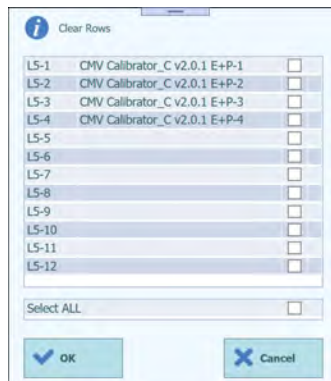 Clear Rows
L5-1 CMV Calibrator_C v2.0.1 E+P-1
L5-2 CMV Calibrator_C v2.0.1 E+P-2
L5-3 CMV Calibrator_C v2.0.1 E+P-3
L5-4 CMV Calibrator_C v2.0.1 E+P-4
L5-5
L5-6
L5-7
L5-8
L5-9
L5-10
L5-11
L5-12
Select ALL
OK Cancel